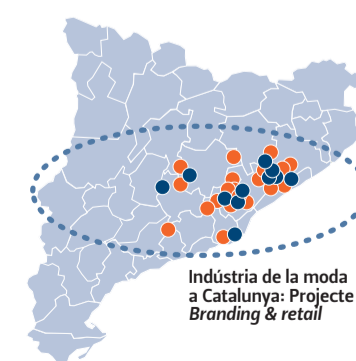 Indústria de la moda
a Catalunya: Projecte
Branding & retail